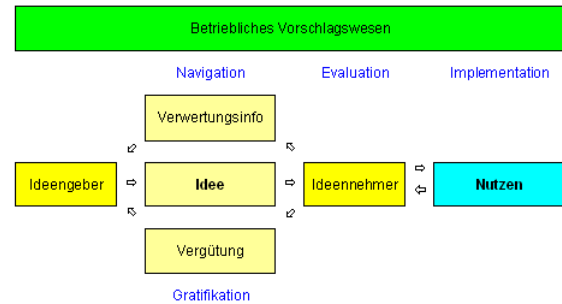 Betriebliches Vorschlagswesen
Navigation Evaluation Implementation
Verwertungsinfo
Ideengeber Idee Ideennehmer Nutzen
Vergütung
Gratifikation